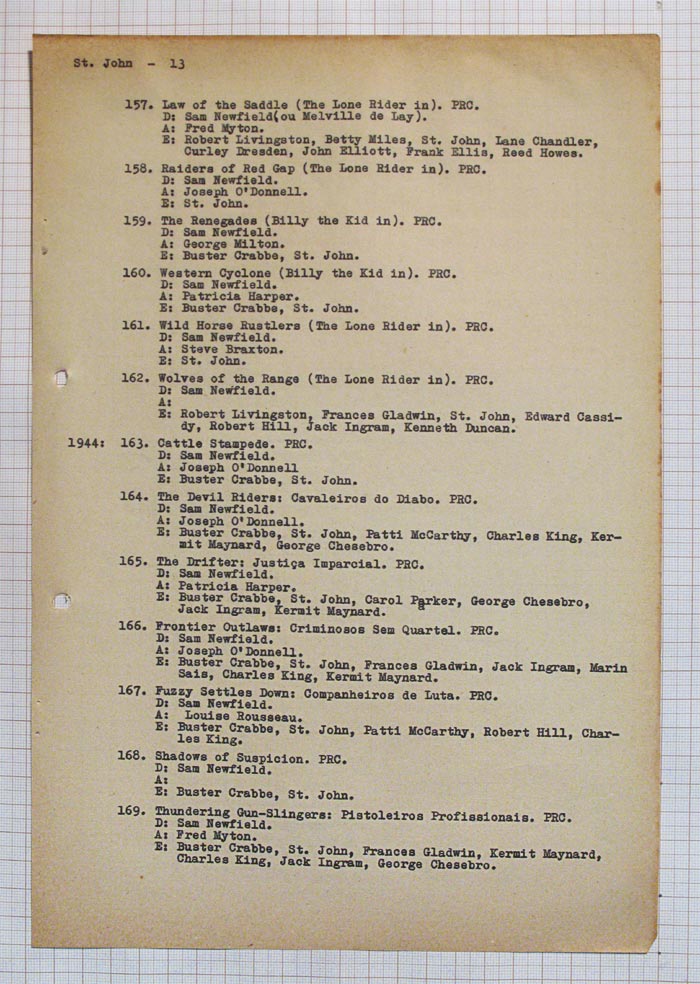 St. John - 13
157. Law of the Saddle (The Lone Rider in). PRC.
D: Sam Newfield(ou Melville de Lay).
A: Fred Myton.
E: Robert Livingston, Betty Miles, St. John, Lane Chandler,
Curley Dresden, John Elliott, Frank Ellis, Reed Howes.
158. Raiders of Red Gap (The Lone Rider in). PRC.
D: Sam Newfield.
A: Joseph O'Donnell.
E: St. John.
159. The Renegades (Billy the Kid in). PRC.
D: Sam Newfield.
A: George Milton.
E: Buster Crabbe, St. John.
160. Western Cyclone (Billy the Kid in). PRC.
D: Sam Newfield.
A: Patricia Harper.
E: Buster Crabbe, St. John.
161. Wild Horse Rustlers (The Lone Rider in). PRC.
D: Sam Newfield.
A: Steve Braxton.
E: St. John.
162. Wolves of the Range (The Lone Rider in). PRC.
D: Sam Newfield.
A:
E: Robert Livingston, Frances Gladwin, St. John, Edward Cassi-
dy, Robert Hill, Jack Ingram, Kenneth Duncan.
1944: 163. Cattle Stampede. PRC.
D: Sam Newfield.
A: Joseph O'Donnell
E: Buster Crabbe, St. John.
164. The Devil Riders: Cavaleiros do Diabo. PRC.
D: Sam Newfield.
A: Joseph O'Donnell.
E: Buster Crabbe, St. John, Patti McCarthy, Charles King, Ker-
mit Maynard, George Chesebro.
165. The Drifter: Justiça Imparcial. PRC.
D: Sam Newfield.
A: Patricia Harper.
E: Buster Crabbe, St. John, Carol Parker, George Chesebro,
Jack Ingram, Kermit Maynard.
166. Frontier Outlaws: Criminosos Sem Quartel. PRC.
D: Sam Newfield.
A: Joseph O'Donnell.
E: Buster Crabbe, St. John, Frances Gladwin, Jack Ingram, Marin
Sais, Charles King, Kermit Maynard.
167. Fuzzy Settles Down: Companheiros de Luta. PRC.
D: Sam Newfield.
A: Louise Rousseau.
E: Buster Crabbe, St. John, Patti McCarthy, Robert Hill, Char-
les King.
168. Shadows of Suspicion. PRC.
D: Sam Newfield.
A:
E: Buster Crabbe, St. John.
169. Thundering Gun-Slingers: Pistoleiros Profissionais. PRC.
D: Sam Newfield.
A: Fred Myton.
E: Buster Crabbe, St. John, Frances Gladwin, Kermit Maynard,
Charles King, Jack Ingram, George Chesebro.